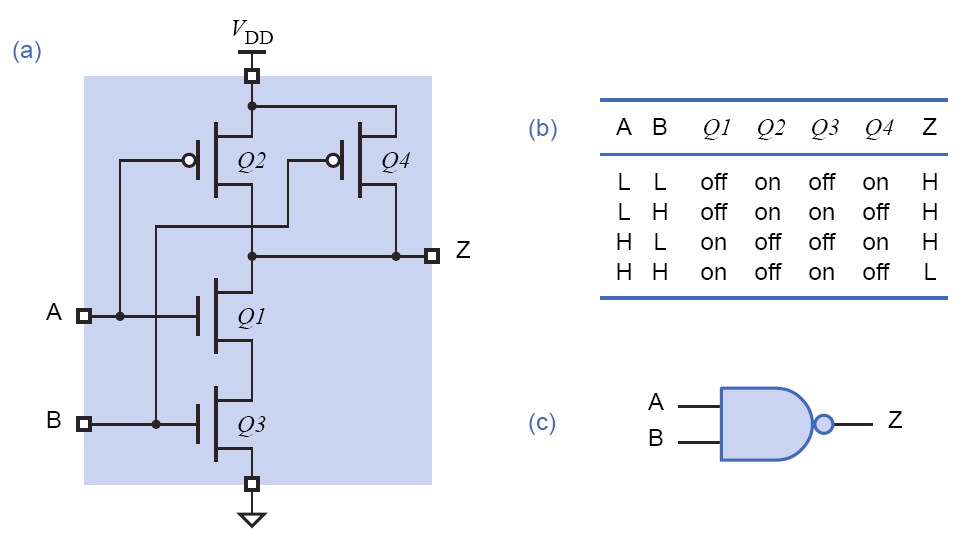 (a)
V_DD
Q2
Q4
Z
A
Q1
B
Q3
(b)
A B Q1 Q2 Q3 Q4 Z
L L off on off on H
L H off on on off H
H L on off off on H
H H on off on off L
(c)
A
B
Z